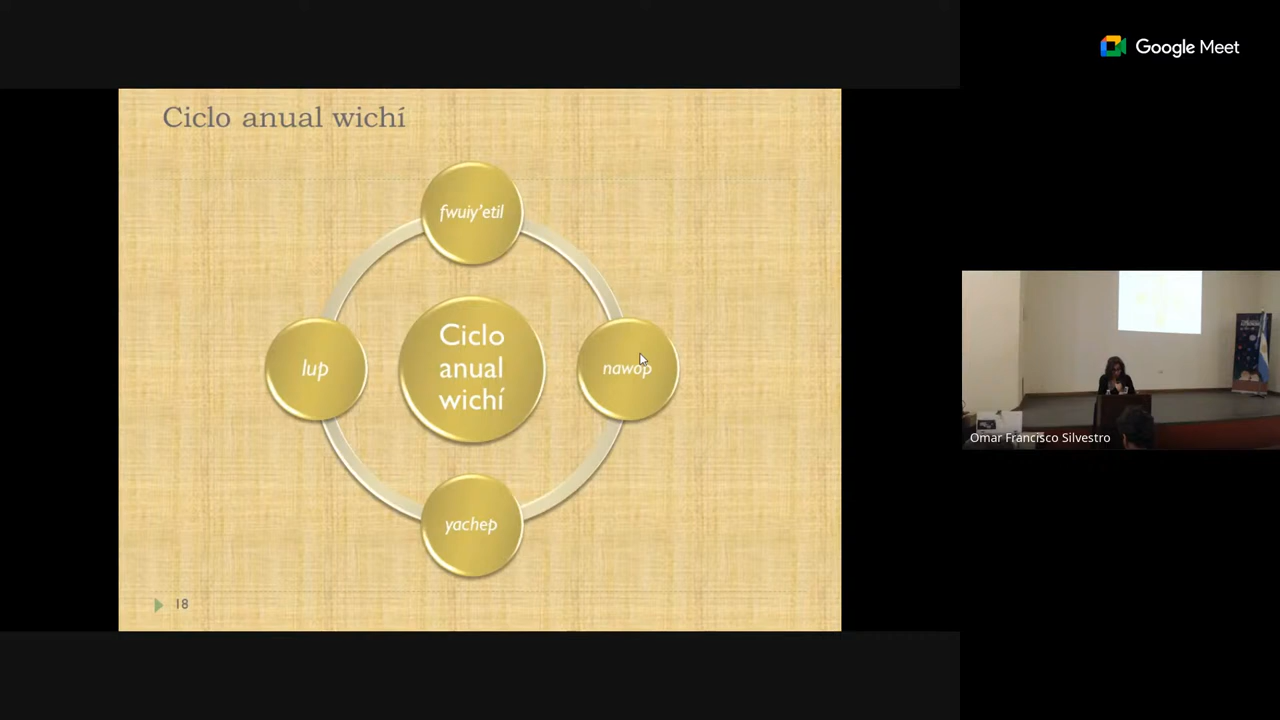 Google Meet
Ciclo anual wichí
fwuiy'etil
lup
Ciclo
anual
wichí
nawop
yachep
18
Omar Francisco Silvestro